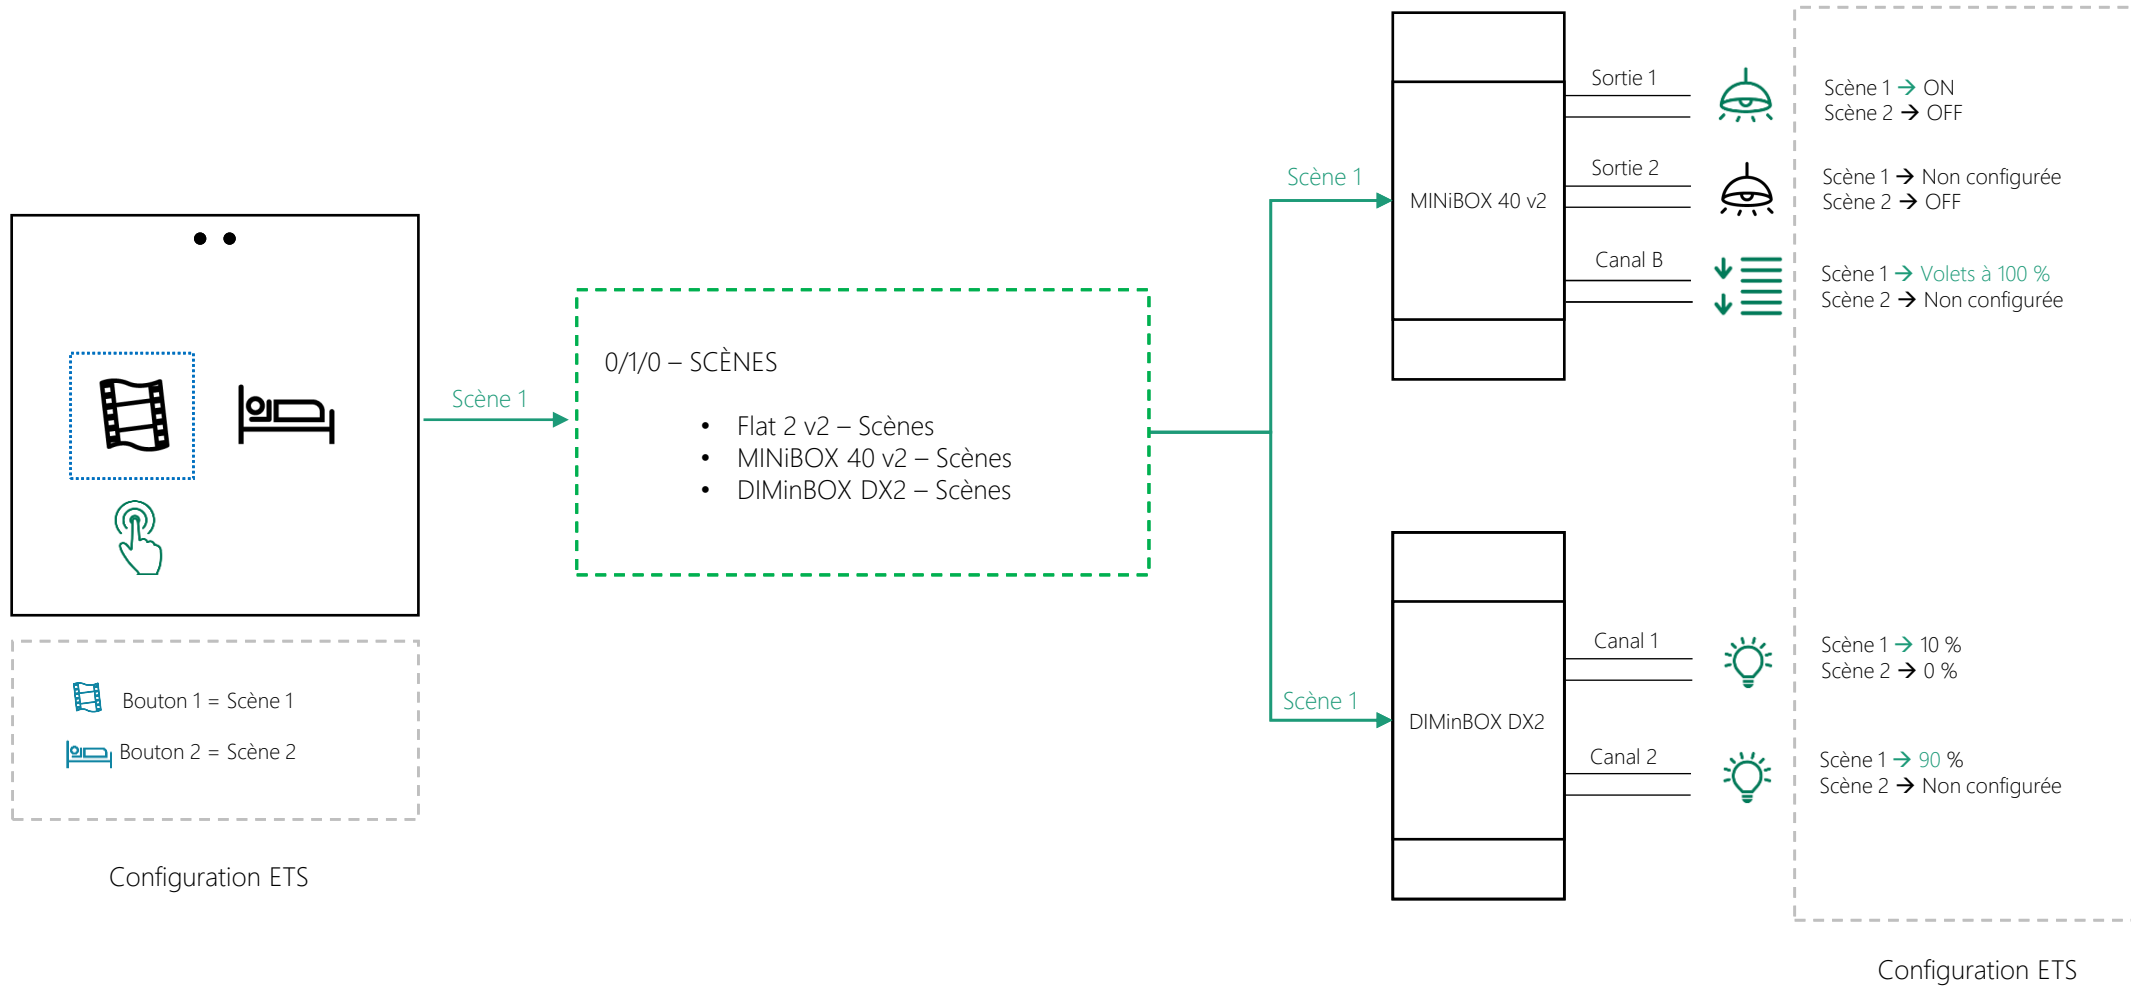 Scène 1
0/1/0 – SCÈNES
• Flat 2 v2 – Scènes
• MINiBOX 40 v2 – Scènes
• DIMinBOX DX2 – Scènes
Bouton 1 = Scène 1
Bouton 2 = Scène 2
Configuration ETS
Scène 1
MINiBOX 40 v2
Sortie 1
Scène 1 → ON
Scène 2 → OFF
Sortie 2
Scène 1 → Non configurée
Scène 2 → OFF
Canal B
Scène 1 → Volets à 100 %
Scène 2 → Non configurée
Scène 1
DIMinBOX DX2
Canal 1
Scène 1 → 10 %
Scène 2 → 0 %
Canal 2
Scène 1 → 90 %
Scène 2 → Non configurée
Configuration ETS